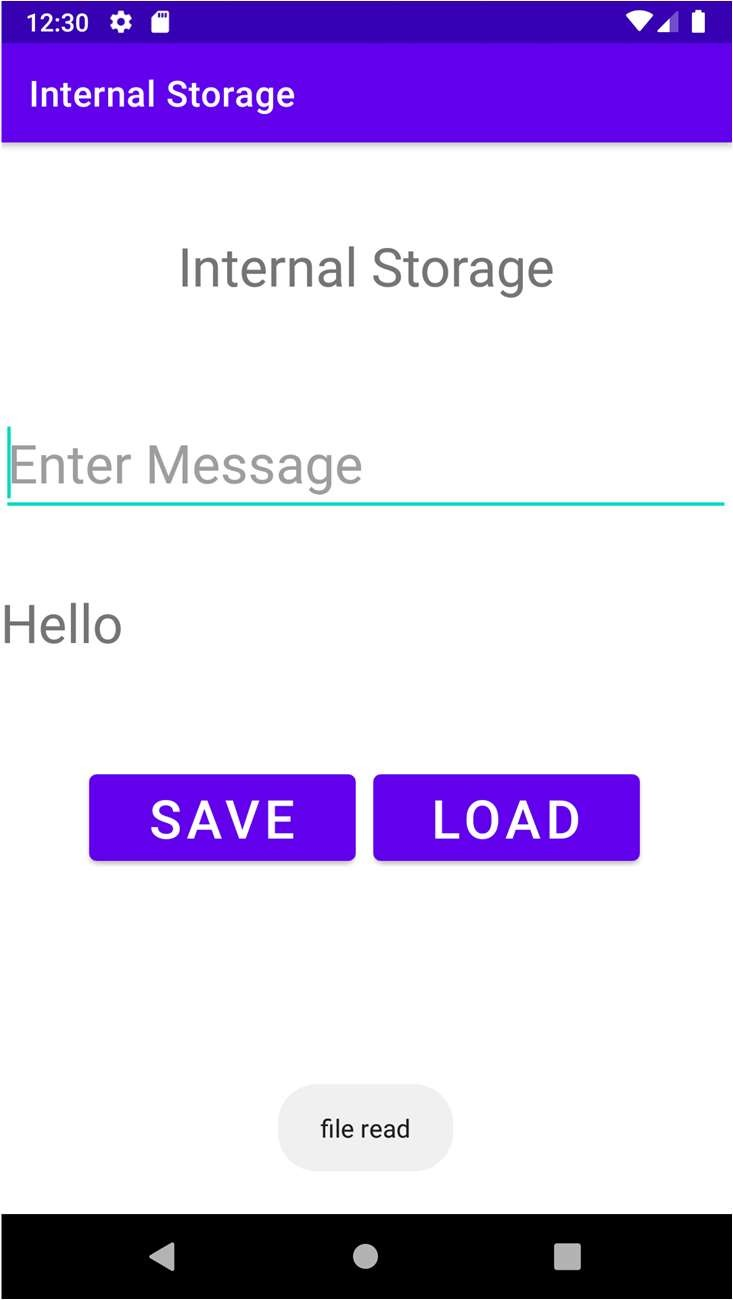 12:30
Internal Storage
Internal Storage
Enter Message
Hello
SAVE LOAD
file read